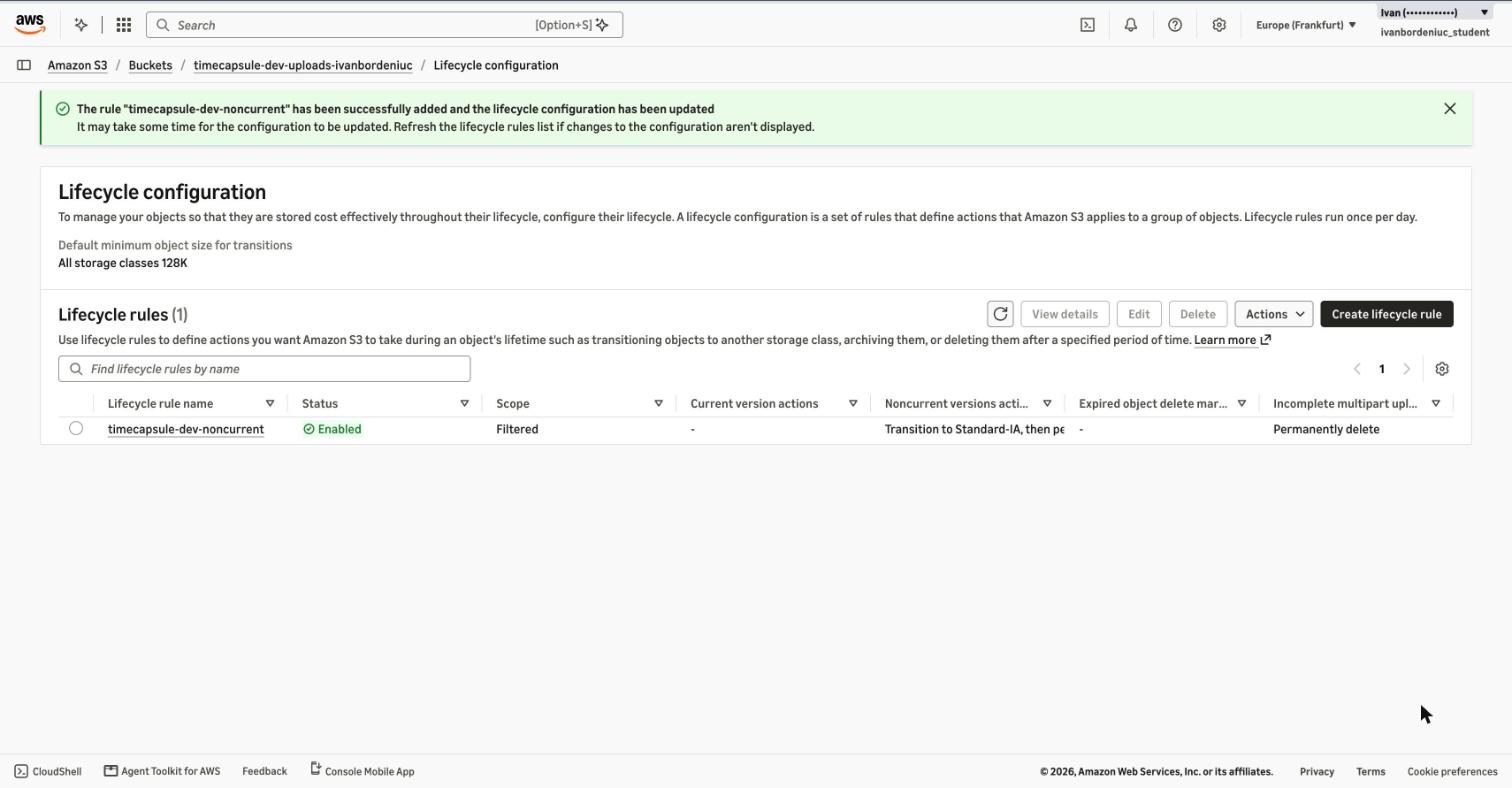 aws
Search [Option+S]
Europe (Frankfurt)
Ivan (••••••••••••)
ivanbordeniuc_student
Amazon S3 / Buckets / timecapsule-dev-uploads-ivanbordeniuc / Lifecycle configuration
The rule "timecapsule-dev-noncurrent" has been successfully added and the lifecycle configuration has been updated
It may take some time for the configuration to be updated. Refresh the lifecycle rules list if changes to the configuration aren't displayed.
Lifecycle configuration
To manage your objects so that they are stored cost effectively throughout their lifecycle, configure their lifecycle. A lifecycle configuration is a set of rules that define actions that Amazon S3 applies to a group of objects. Lifecycle rules run once per day.
Default minimum object size for transitions
All storage classes 128K
Lifecycle rules (1) View details Edit Delete Actions Create lifecycle rule
Use lifecycle rules to define actions you want Amazon S3 to take during an object's lifetime such as transitioning objects to another storage class, archiving them, or deleting them after a specified period of time. Learn more
Find lifecycle rules by name 1
Lifecycle rule name Status Scope Current version actions Noncurrent versions acti... Expired object delete mar... Incomplete multipart upl...
timecapsule-dev-noncurrent Enabled Filtered - Transition to Standard-IA, then pe - Permanently delete
CloudShell Agent Toolkit for AWS Feedback Console Mobile App © 2026, Amazon Web Services, Inc. or its affiliates. Privacy Terms Cookie preferences